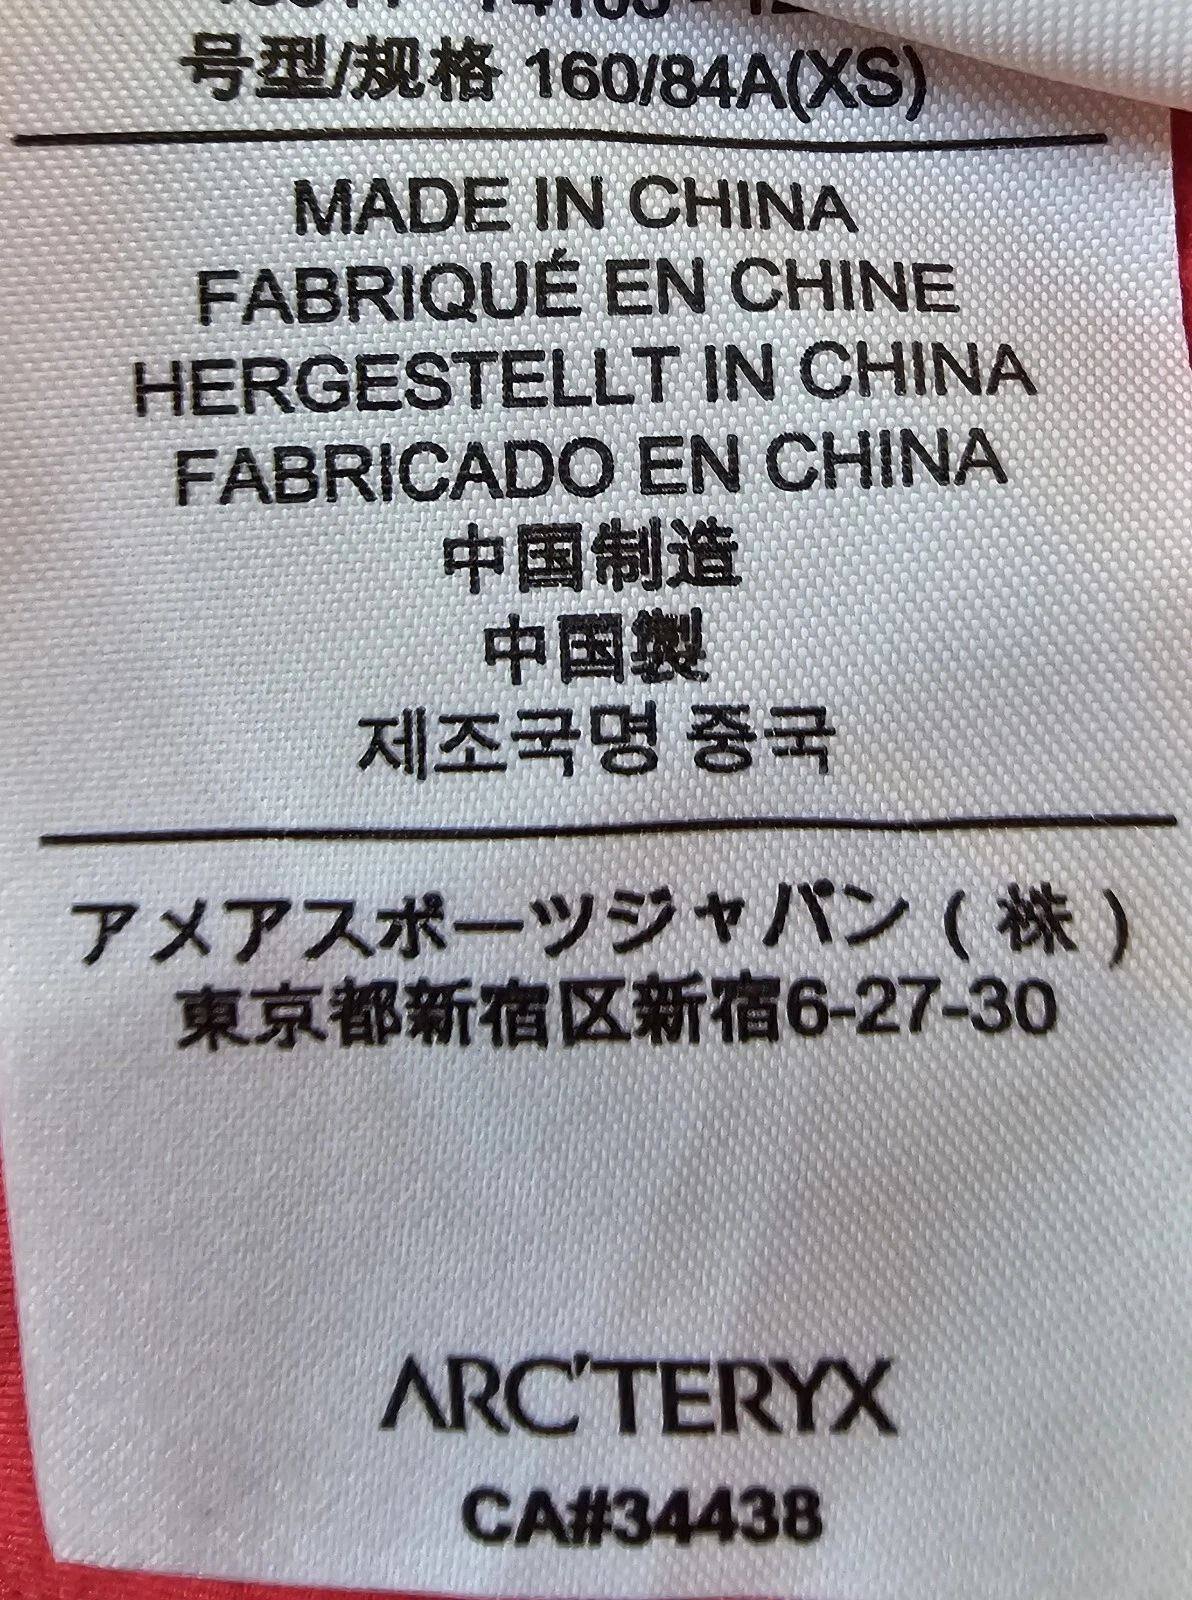 号型/规格 160/84A(XS)
MADE IN CHINA
FABRIQUÉ EN CHINE
HERGESTELLT IN CHINA
FABRICADO EN CHINA
中国制造
中国製
제조국명 중국
アメアスポーツジャパン(株)
東京都新宿区新宿6-27-30
ARC'TERYX
CA#34438